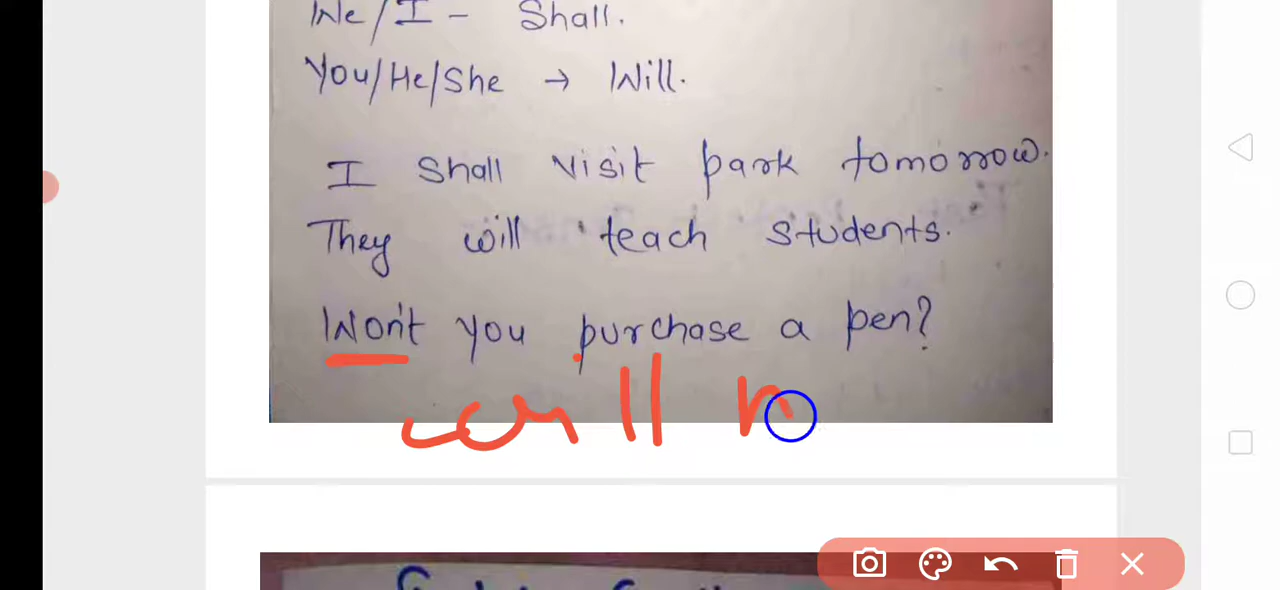 We/I - Shall.
You/He/She → Will.
I Shall visit park tomorrow.
They will teach students.
Won't you purchase a pen?
will n